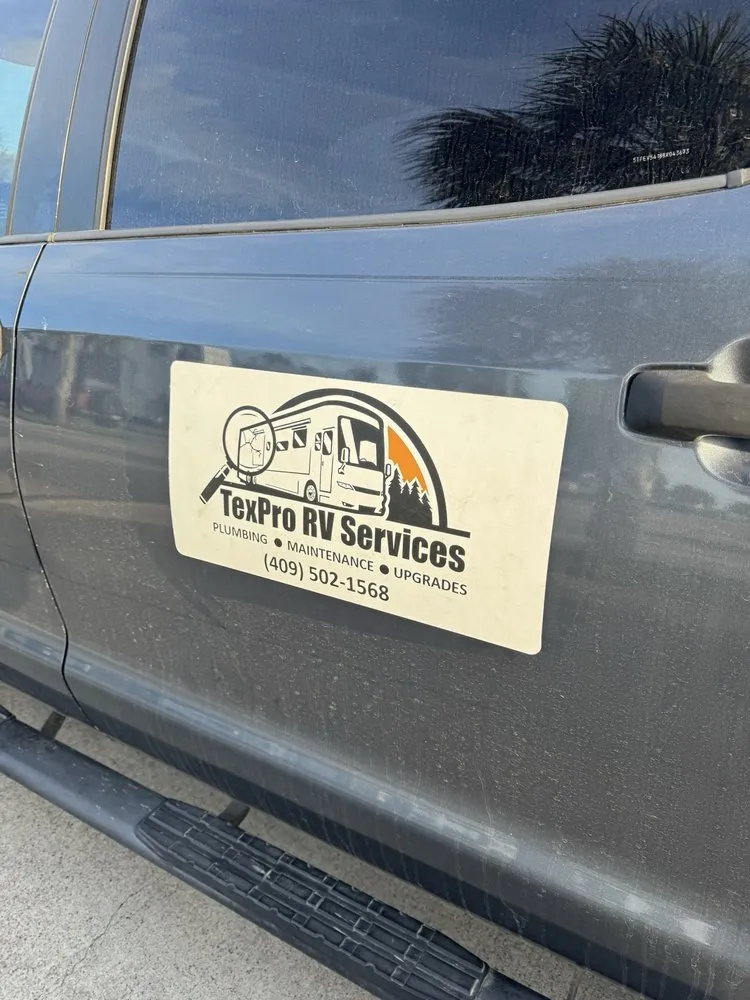 TexPro RV Services
PLUMBING ● MAINTENANCE ● UPGRADES
(409) 502-1568